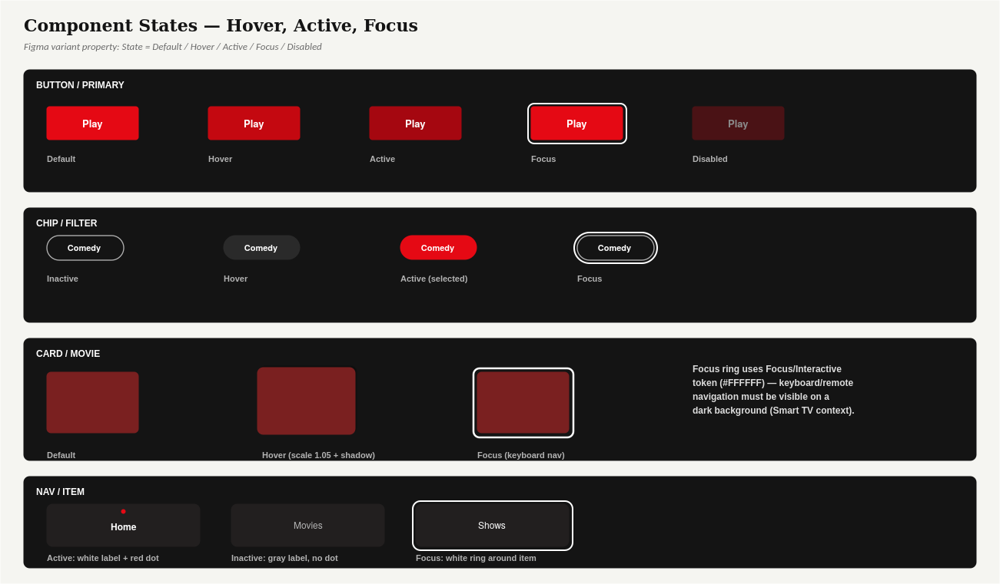 Component States — Hover, Active, Focus
Figma variant property: State = Default / Hover / Active / Focus / Disabled
BUTTON / PRIMARY
Play
Play
Play
Play
Play
Default
Hover
Active
Focus
Disabled
CHIP / FILTER
Comedy
Comedy
Comedy
Comedy
Inactive
Hover
Active (selected)
Focus
CARD / MOVIE
Focus ring uses Focus/Interactive
token (#FFFFFF) — keyboard/remote
navigation must be visible on a
dark background (Smart TV context).
Default
Hover (scale 1.05 + shadow)
Focus (keyboard nav)
NAV / ITEM
Home
Movies
Shows
Active: white label + red dot
Inactive: gray label, no dot
Focus: white ring around item